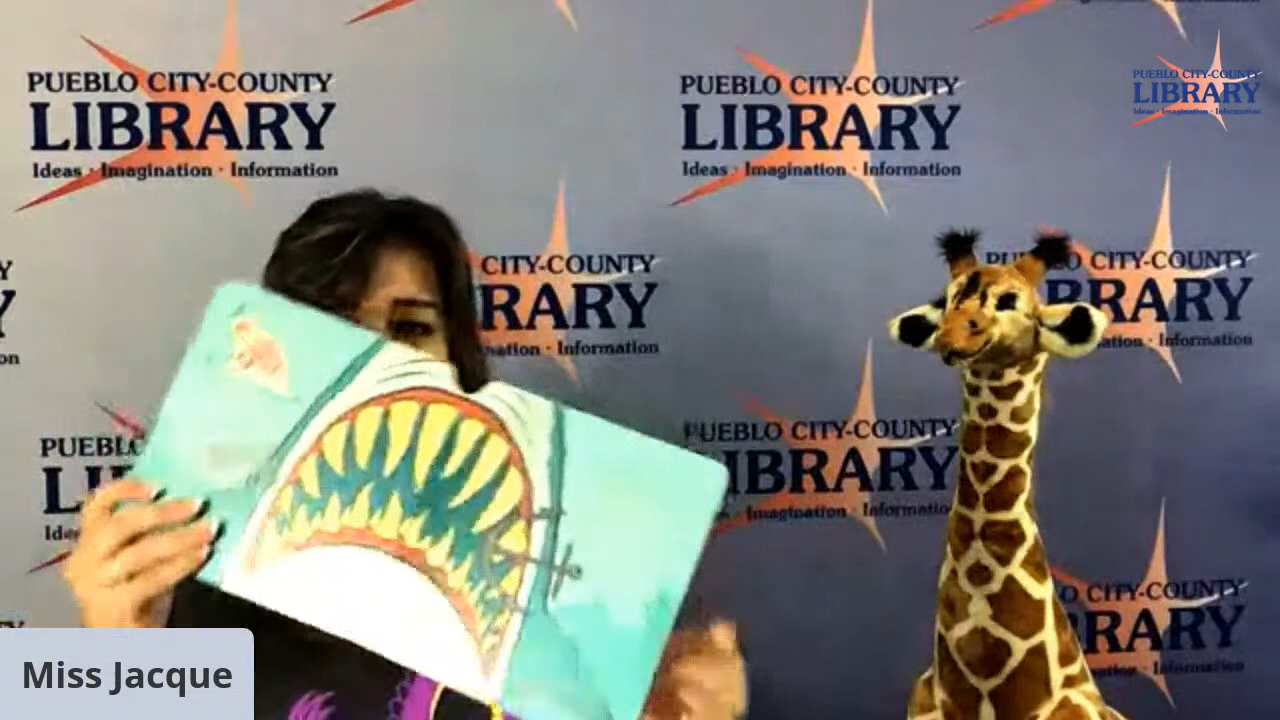 PUEBLO CITY-COUNTY
LIBRARY
Ideas · Imagination · Information
PUEBLO CITY-COUNTY
LIBRARY
Ideas · Imagination · Information
PUEBLO CITY-COUNTY
LIBRARY
Ideas · Imagination · Information
CITY-COUNTY
RARY
Information
CITY-COUNTY
RARY
Information
PUEBLO
PUEBLO CITY-COUNTY
LIBRARY
Imagination · Information
CITY-COUNTY
RARY
Information
Miss Jacque